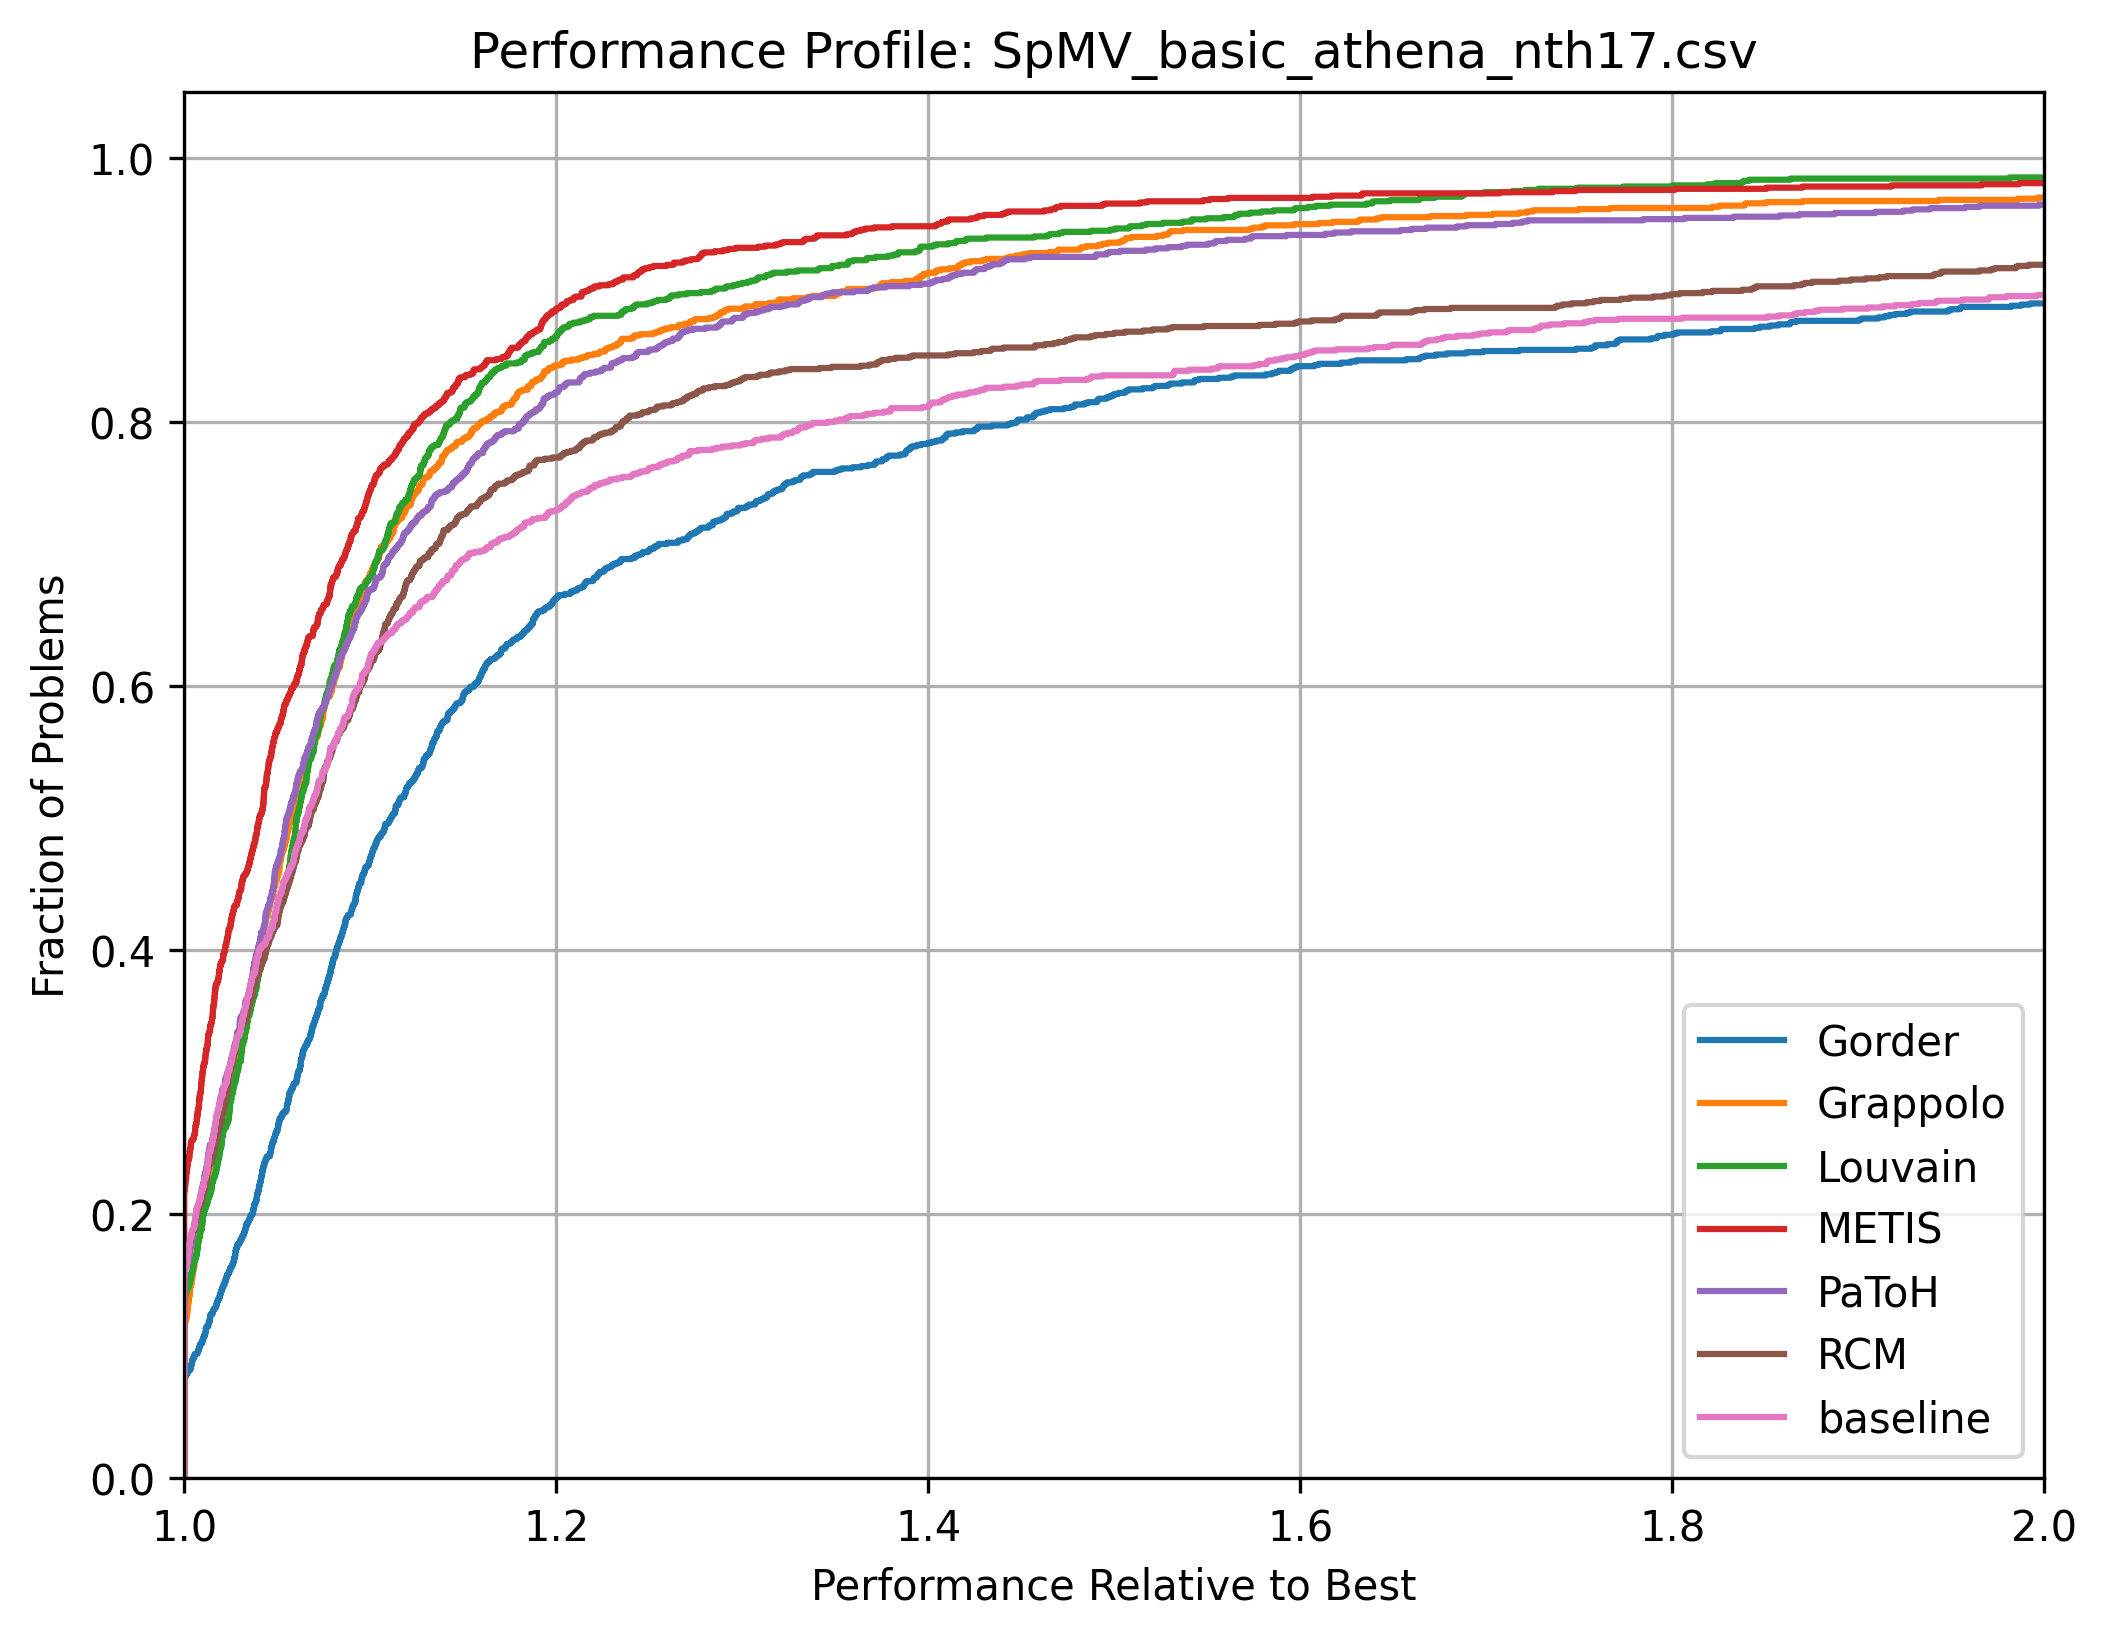 Performance Profile: SpMV_basic_athena_nth17.csv
Fraction of Problems
1.0
0.8
0.6
0.4
0.2
0.0
1.0 1.2 1.4 1.6 1.8 2.0
Performance Relative to Best
Gorder
Grappolo
Louvain
METIS
PaToH
RCM
baseline